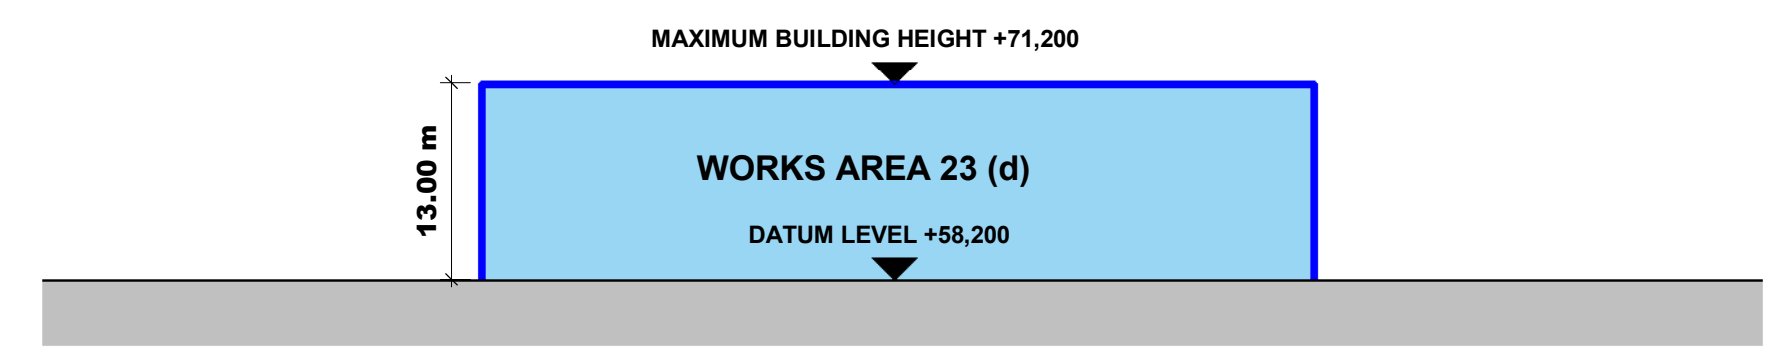 MAXIMUM BUILDING HEIGHT +71,200
13.00 m
WORKS AREA 23 (d)
DATUM LEVEL +58,200